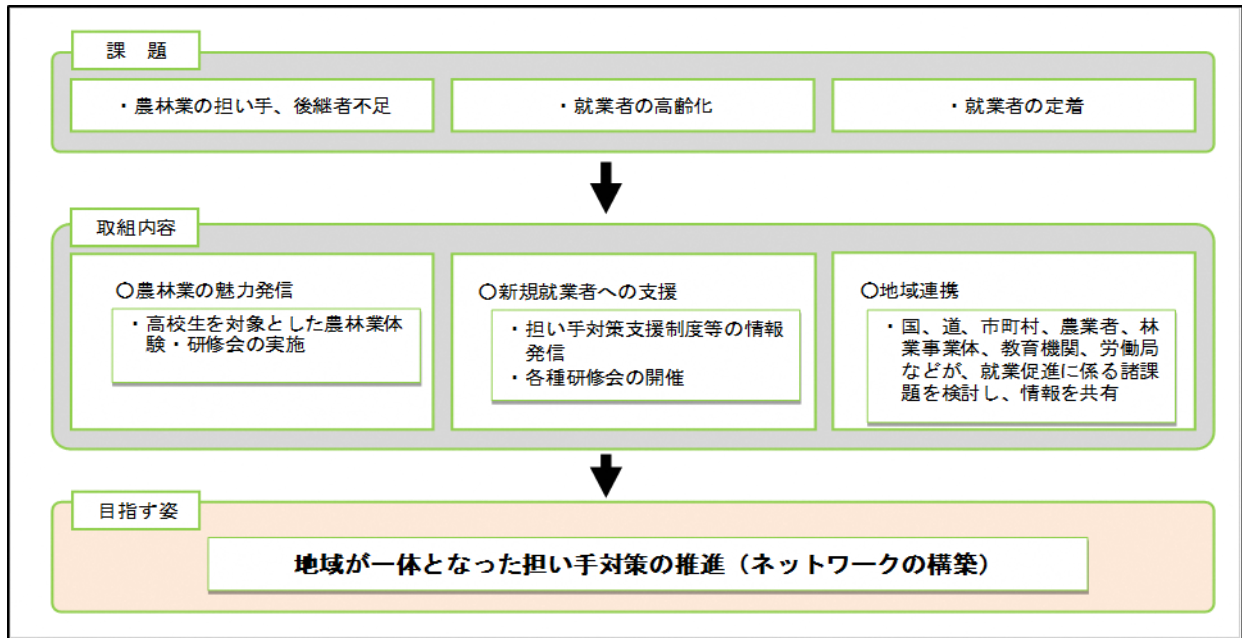 課　題
・農林業の担い手、後継者不足
・就業者の高齢化
・就業者の定着
取組内容
〇農林業の魅力発信
・高校生を対象とした農林業体
験・研修会の実施
〇新規就業者への支援
・担い手対策支援制度等の情報
発信
・各種研修会の開催
〇地域連携
・国、道、市町村、農業者、林
業事業体、教育機関、労働局
などが、就業促進に係る諸課
題を検討し、情報を共有
目指す姿
地域が一体となった担い手対策の推進（ネットワークの構築）